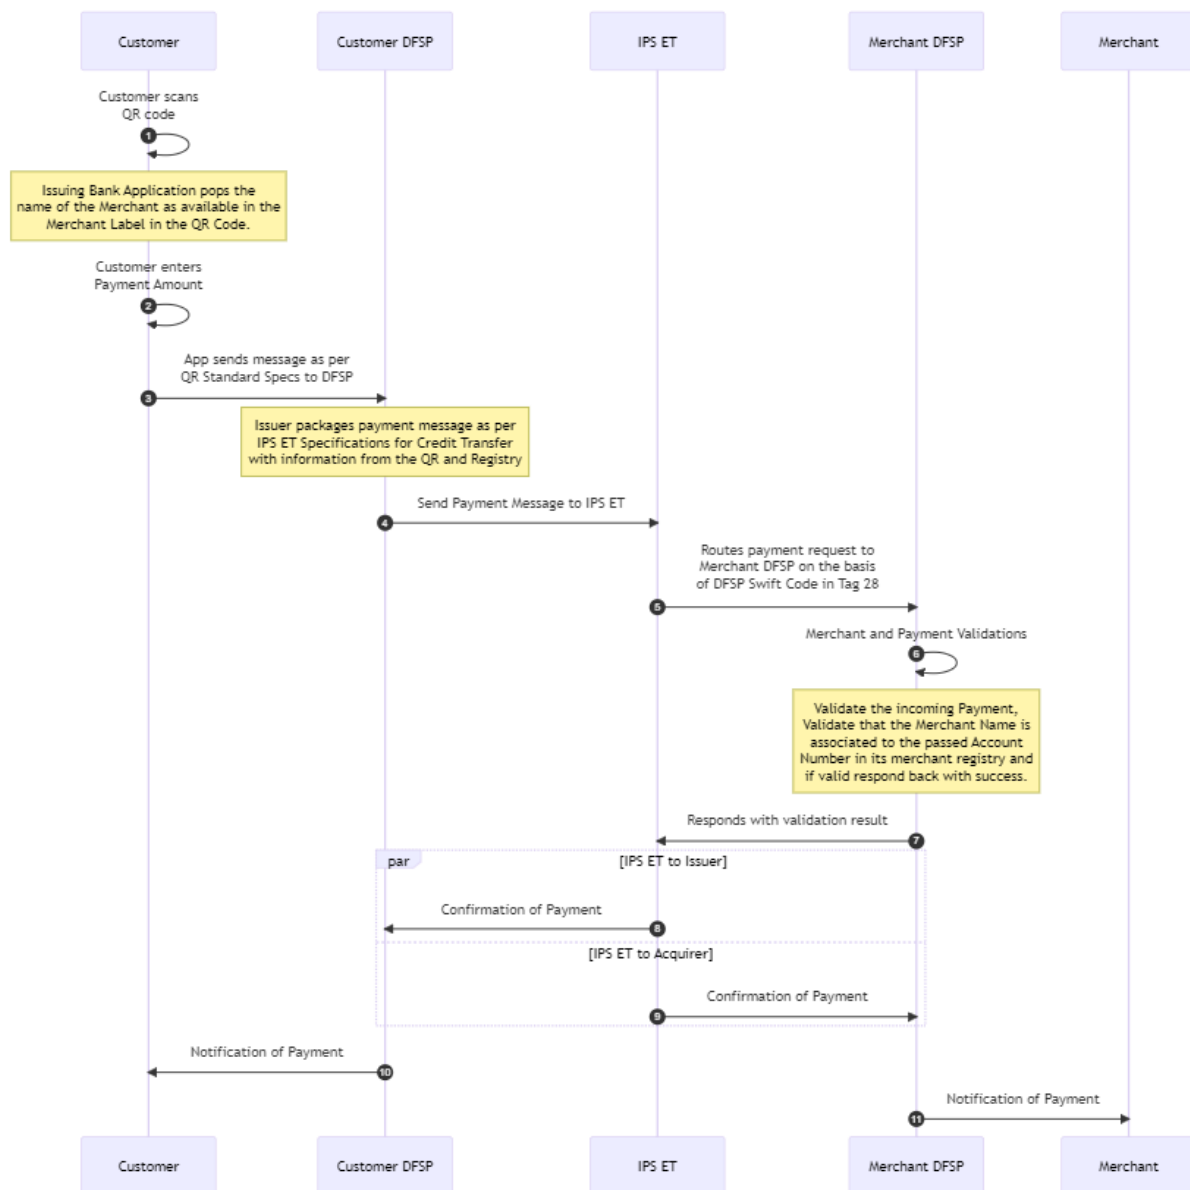 Customer
Customer DFSP
IPS ET
Merchant DFSP
Merchant
Customer scans
QR code
1
Issuing Bank Application pops the
name of the Merchant as available in the
Merchant Label in the QR Code.
Customer enters
Payment Amount
2
App sends message as per
QR Standard Specs to DFSP
3
Issuer packages payment message as per
IPS ET Specifications for Credit Transfer
with information from the QR and Registry
Send Payment Message to IPS ET
4
Routes payment request to
Merchant DFSP on the basis
of DFSP Swift Code in Tag 28
5
Merchant and Payment Validations
6
Validate the incoming Payment,
Validate that the Merchant Name is
associated to the passed Account
Number in its merchant registry and
if valid respond back with success.
Responds with validation result
7
par
[IPS ET to Issuer]
Confirmation of Payment
8
[IPS ET to Acquirer]
Confirmation of Payment
9
Notification of Payment
10
Notification of Payment
11
Customer
Customer DFSP
IPS ET
Merchant DFSP
Merchant